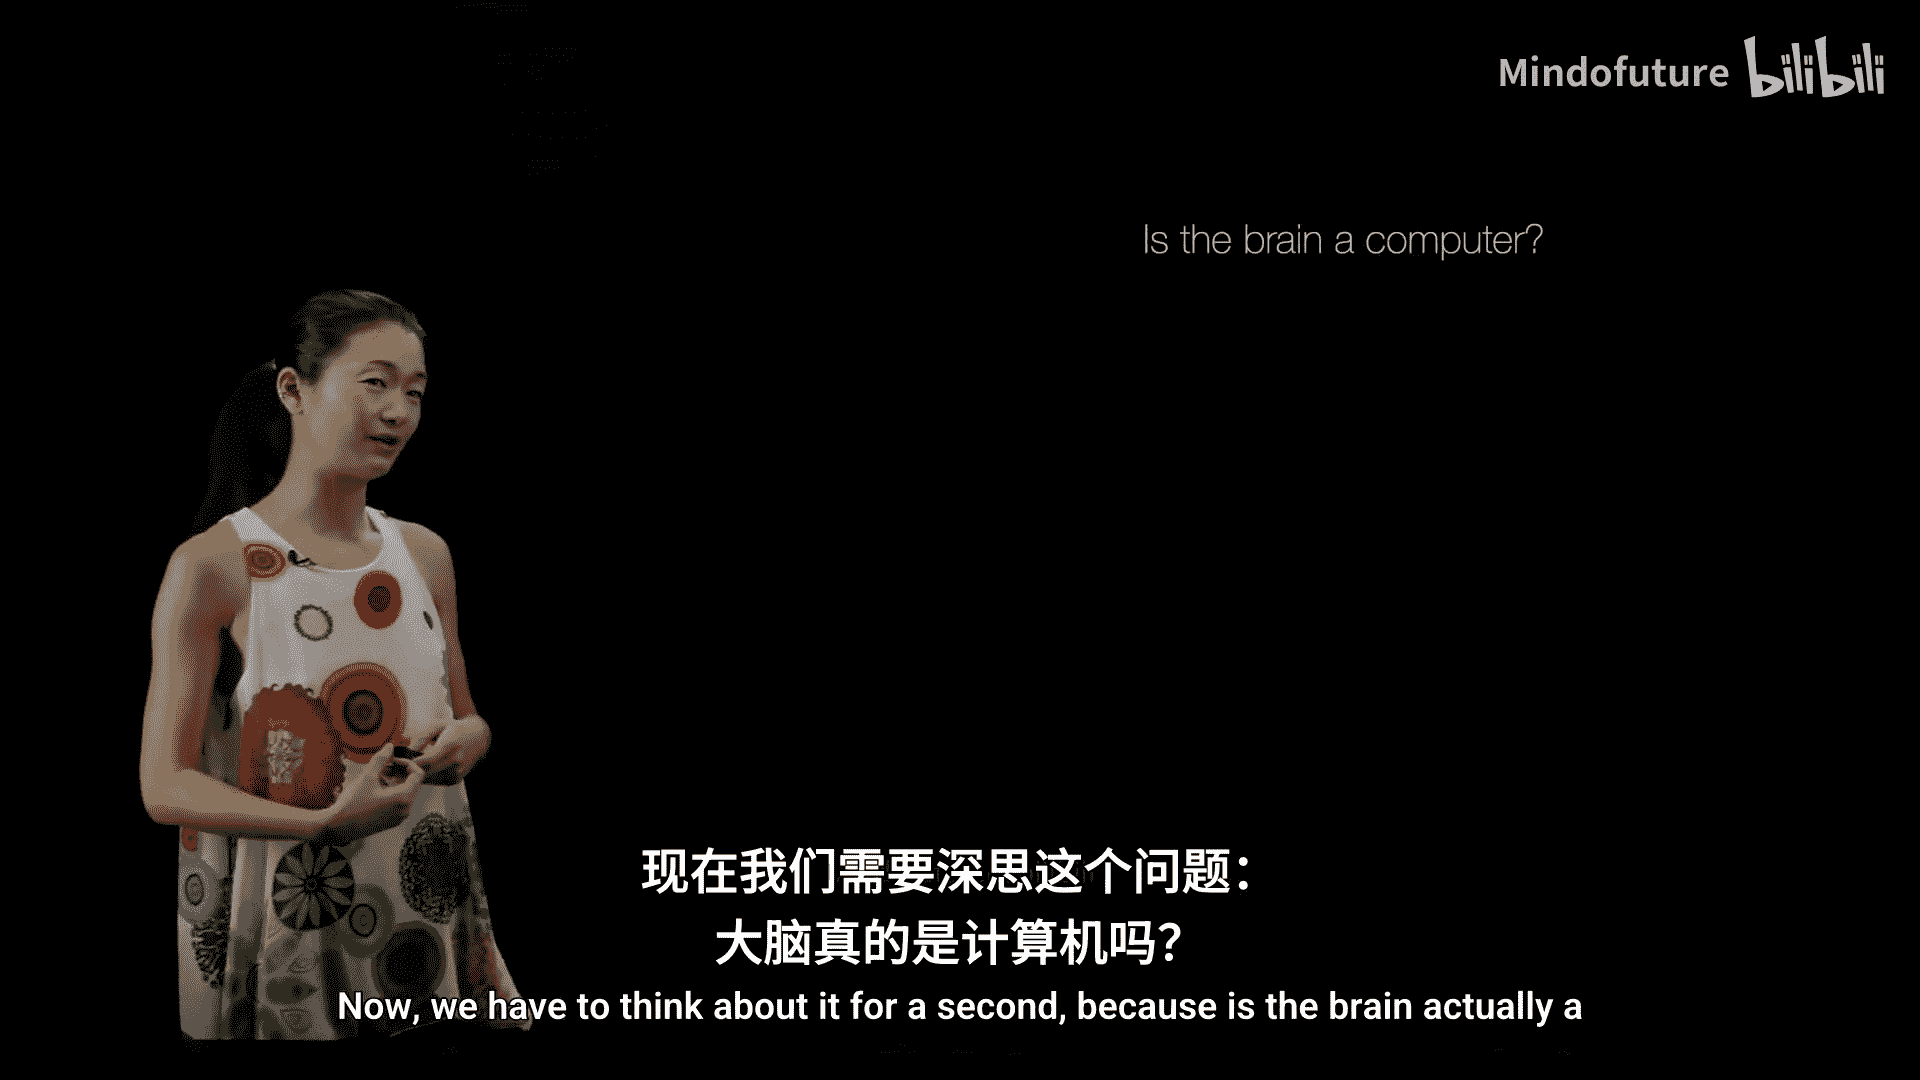 Mindofuture bilibili
Is the brain a computer?
现在我们需要深思这个问题：
大脑真的是计算机吗？
Now, we have to think about it for a second, because is the brain actually a